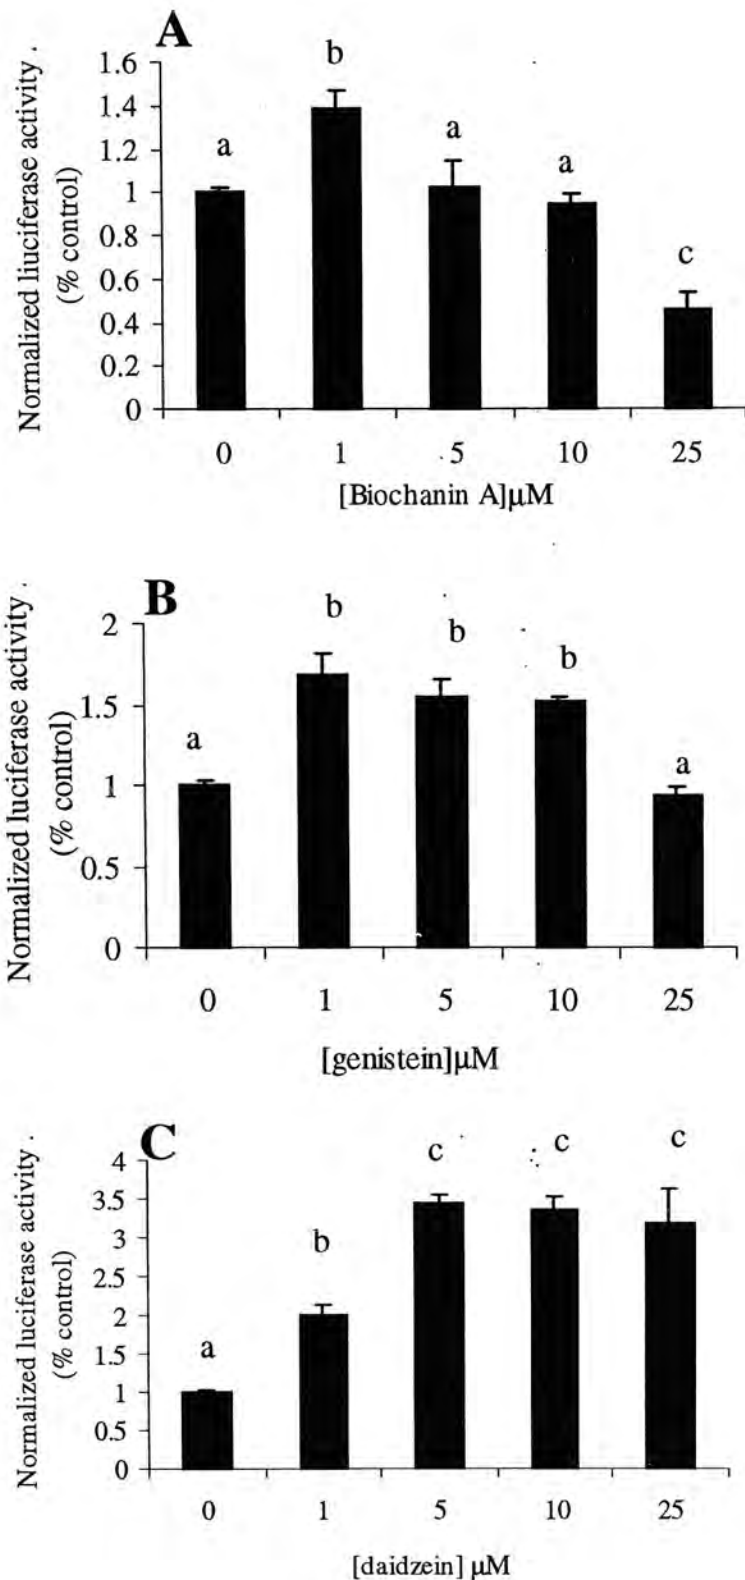 A
Normalized liuciferase activity .
(% control)
1.6
1.4
1.2
1
0.8
0.6
0.4
0.2
0
a
b
a
a
c
0 1 5 10 25
[Biochanin A]μM
B
Normalized luciferase activity .
(% control)
2
1.5
1
0.5
0
a
b
b
b
a
0 1 5 10 25
[genistein]μM
C
Normalized luciferase activity .
(% control)
4
3.5
3
2.5
2
1.5
1
0.5
0
a
b
c
c
c
0 1 5 10 25
[daidzein] μM